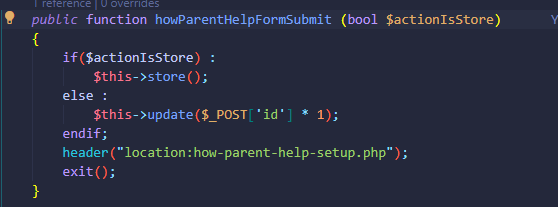 1 reference | 0 overrides
public function howParentHelpFormSubmit (bool $actionIsStore)
{
if($actionIsStore) :
$this->store();
else :
$this->update($_POST['id'] * 1);
endif;
header("location:how-parent-help-setup.php");
exit();
}